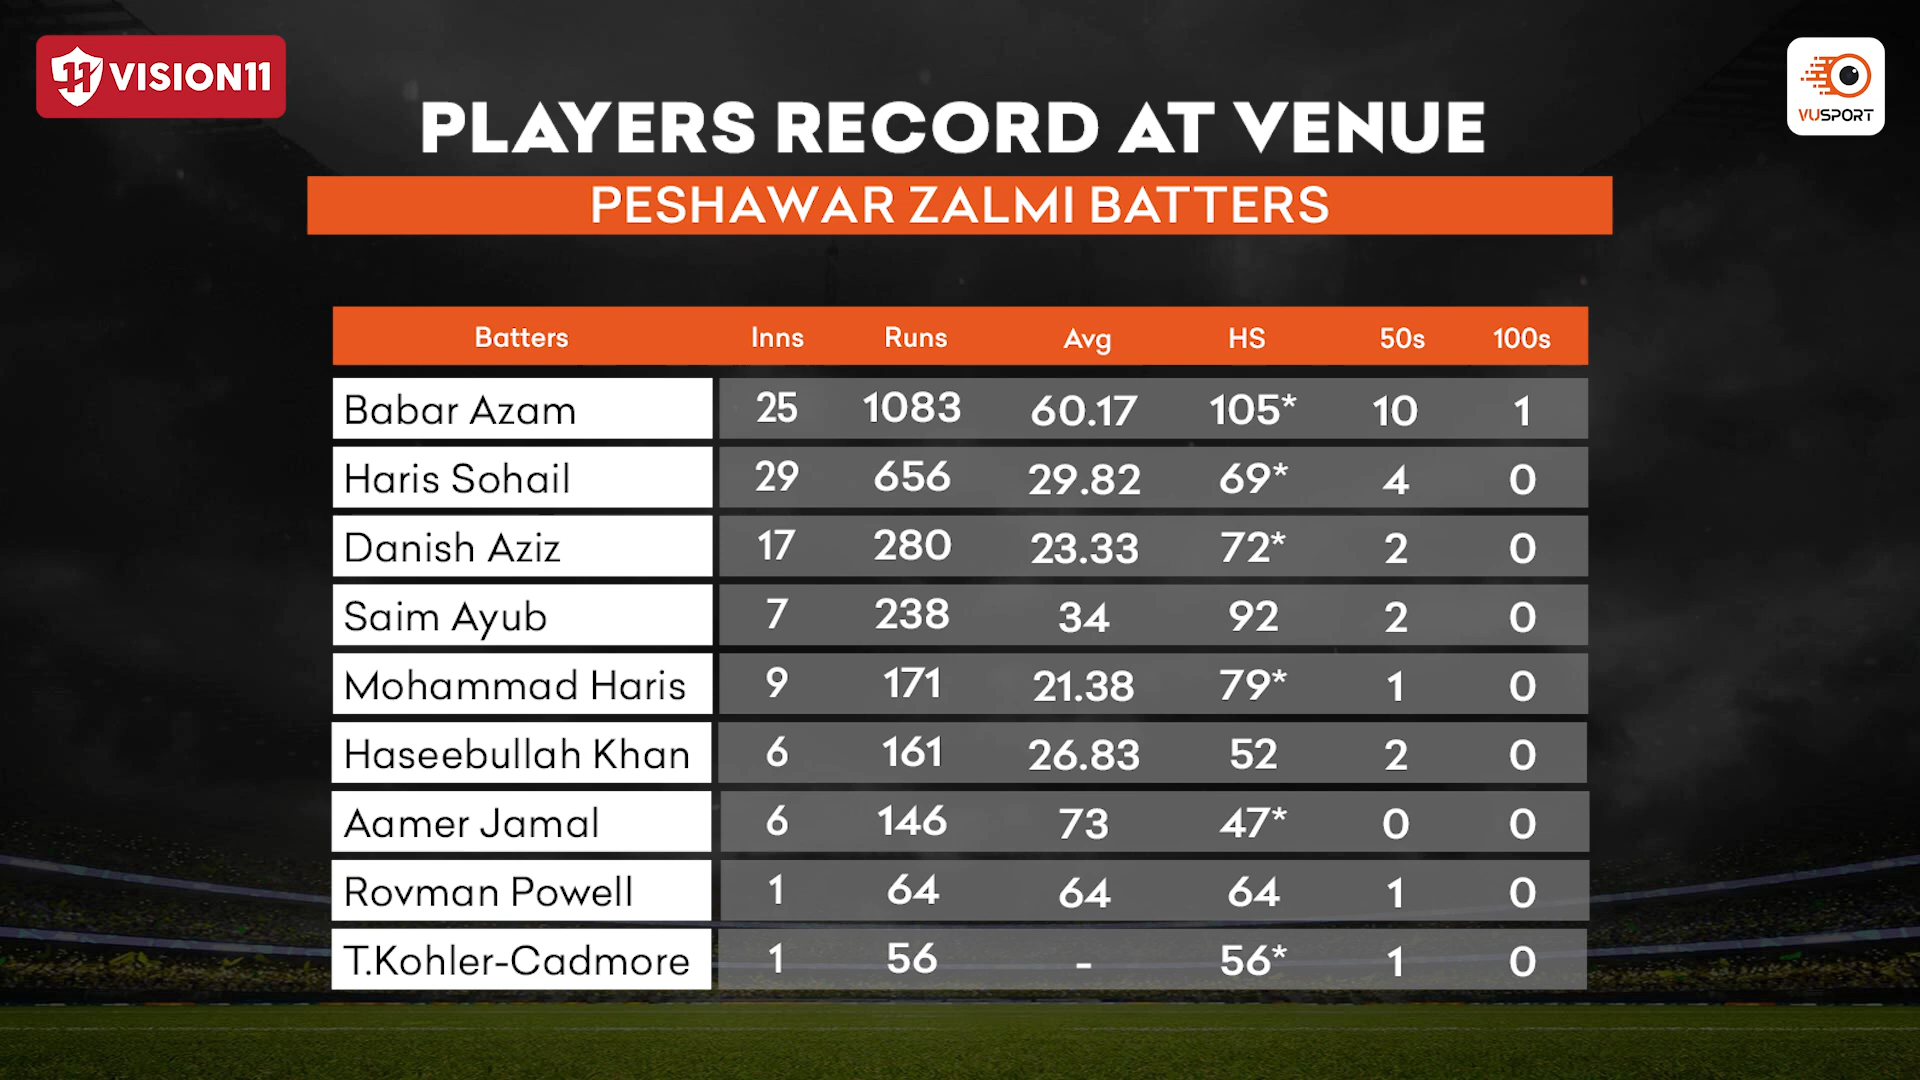 11 VISION11
VUSPORT
PLAYERS RECORD AT VENUE
PESHAWAR ZALMI BATTERS
Batters Inns Runs Avg HS 50s 100s
Babar Azam 25 1083 60.17 105* 10 1
Haris Sohail 29 656 29.82 69* 4 0
Danish Aziz 17 280 23.33 72* 2 0
Saim Ayub 7 238 34 92 2 0
Mohammad Haris 9 171 21.38 79* 1 0
Haseebullah Khan 6 161 26.83 52 2 0
Aamer Jamal 6 146 73 47* 0 0
Rovman Powell 1 64 64 64 1 0
T.Kohler-Cadmore 1 56 - 56* 1 0